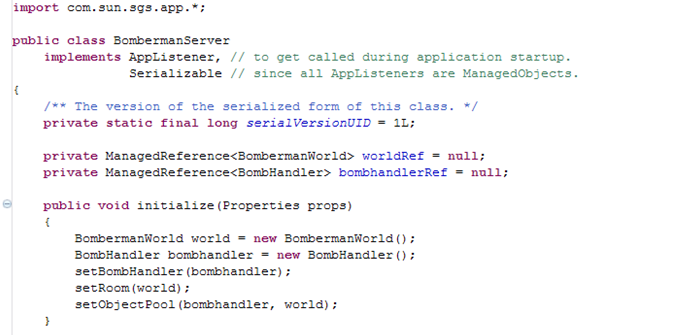 import com.sun.sgs.app.*;
public class BombermanServer
implements AppListener, // to get called during application startup.
Serializable // since all AppListeners are ManagedObjects.
{
/** The version of the serialized form of this class. */
private static final long serialVersionUID = 1L;
private ManagedReference<BombermanWorld> worldRef = null;
private ManagedReference<BombHandler> bombhandlerRef = null;
public void initialize(Properties props)
{
BombermanWorld world = new BombermanWorld();
BombHandler bombhandler = new BombHandler();
setBombHandler(bombhandler);
setRoom(world);
setObjectPool(bombhandler, world);
}